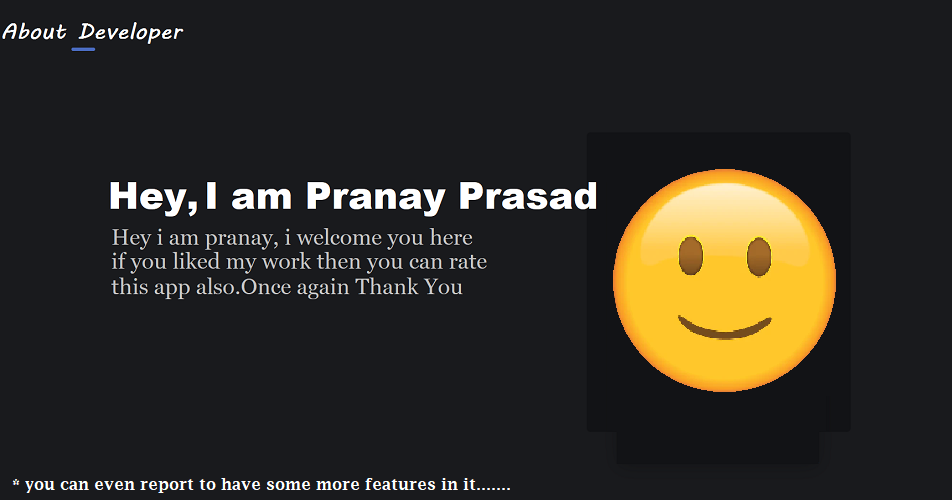 About Developer
Hey,I am Pranay Prasad
Hey i am pranay, i welcome you here
if you liked my work then you can rate
this app also.Once again Thank You
* you can even report to have some more features in it.......